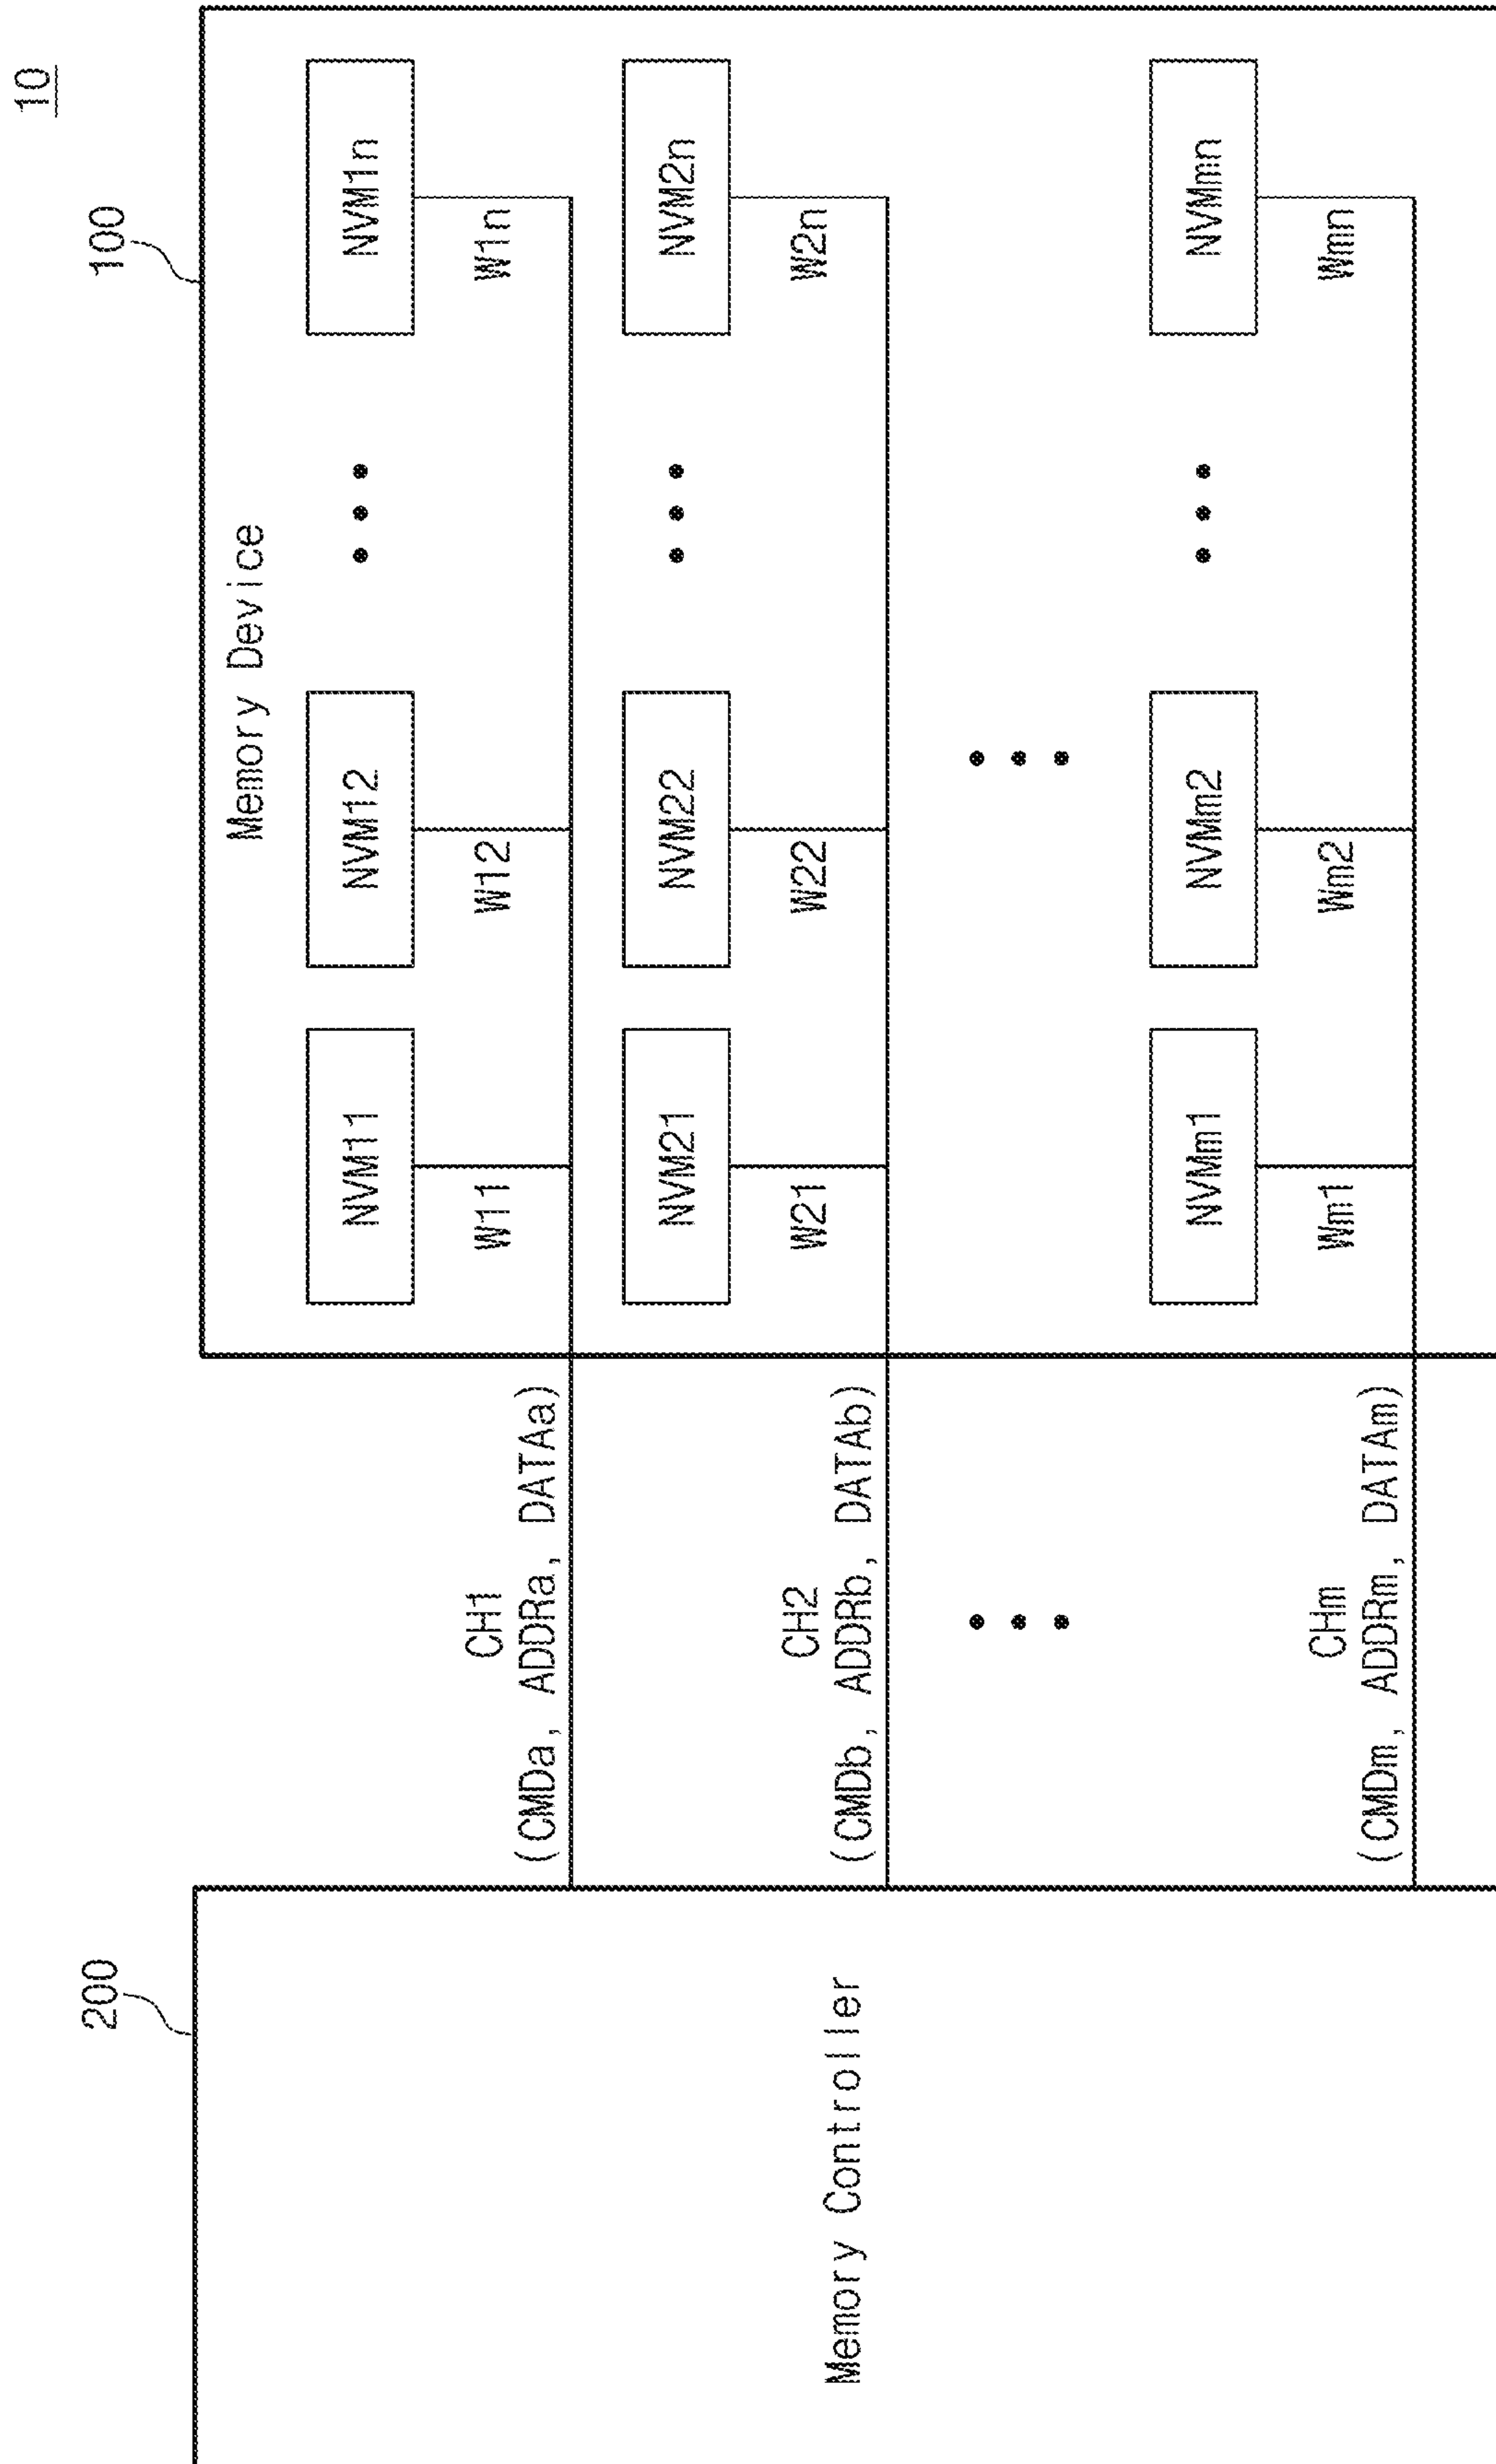 10
100
200
Memory Device
NVM11
NVM12
NVM1n
W11
W12
W1n
CH1
(CMDa, ADDRa, DATAa)
NVM21
NVM22
NVM2n
W21
W22
W2n
CH2
(CMDb, ADDRb, DATAb)
Memory Controller
NVMm1
NVMm2
NVMmn
Wm1
Wm2
Wmn
CHm
(CMDm, ADDRm, DATAm)